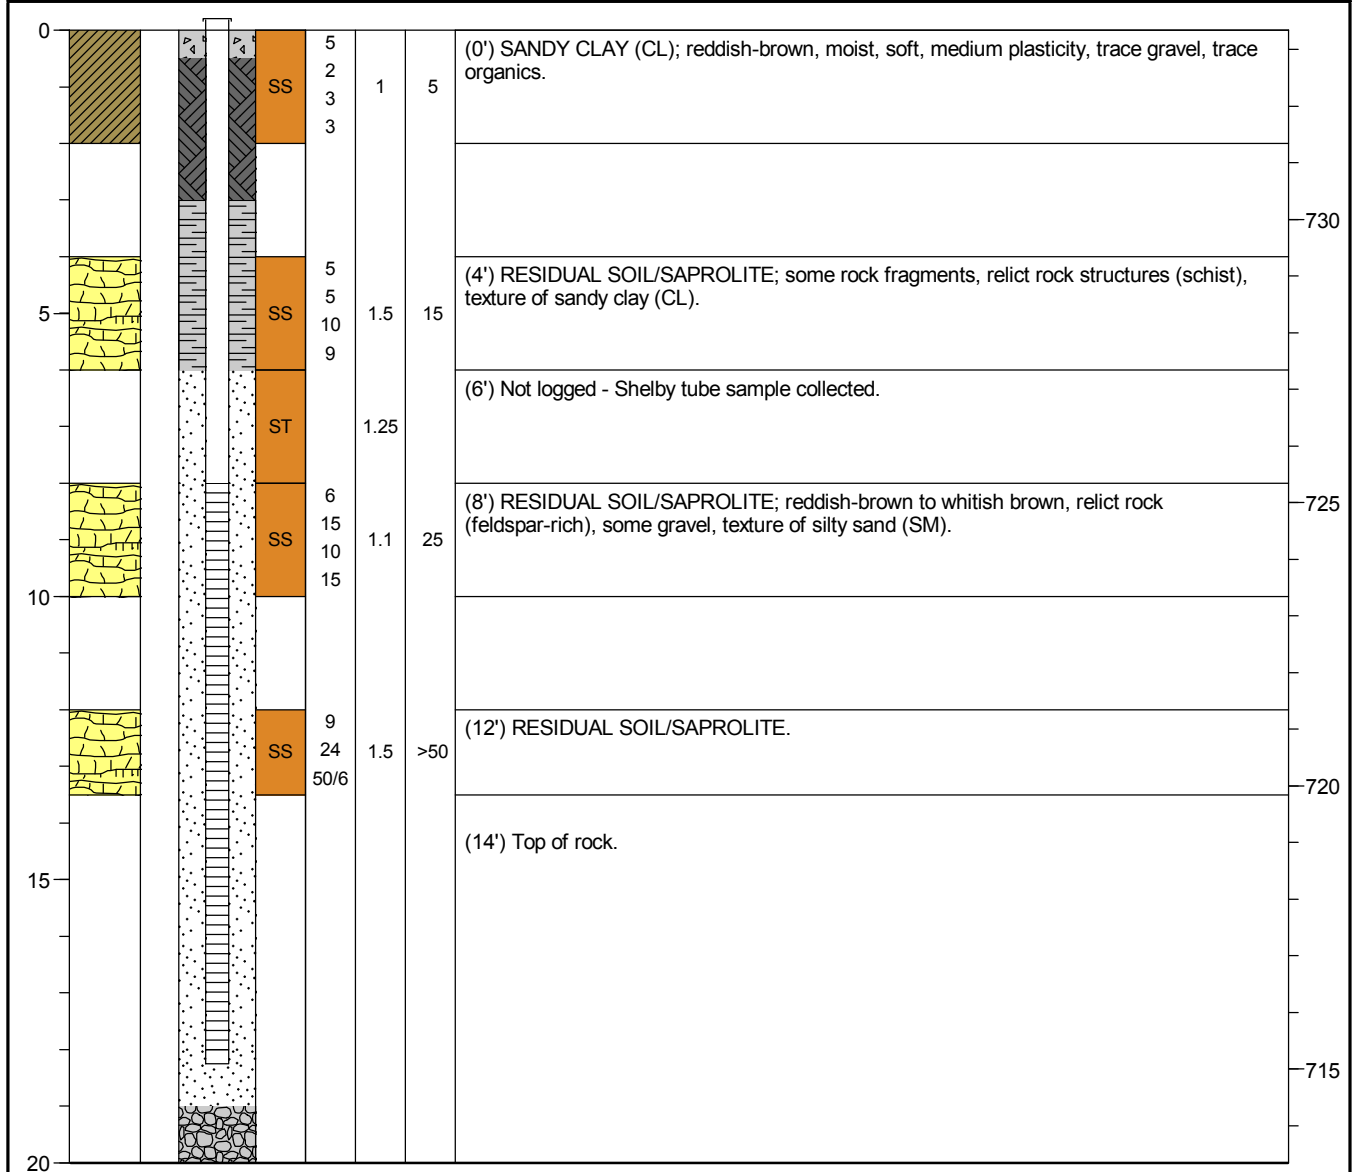 0
5
2
3
3
SS
1
5
(0') SANDY CLAY (CL); reddish-brown, moist, soft, medium plasticity, trace gravel, trace
organics.
730
5
5
10
9
SS
1.5
15
(4') RESIDUAL SOIL/SAPROLITE; some rock fragments, relict rock structures (schist),
texture of sandy clay (CL).
5
ST
1.25
(6') Not logged - Shelby tube sample collected.
6
15
10
15
SS
1.1
25
(8') RESIDUAL SOIL/SAPROLITE; reddish-brown to whitish brown, relict rock
(feldspar-rich), some gravel, texture of silty sand (SM).
725
10
9
24
50/6
SS
1.5
>50
(12') RESIDUAL SOIL/SAPROLITE.
720
(14') Top of rock.
15
715
20